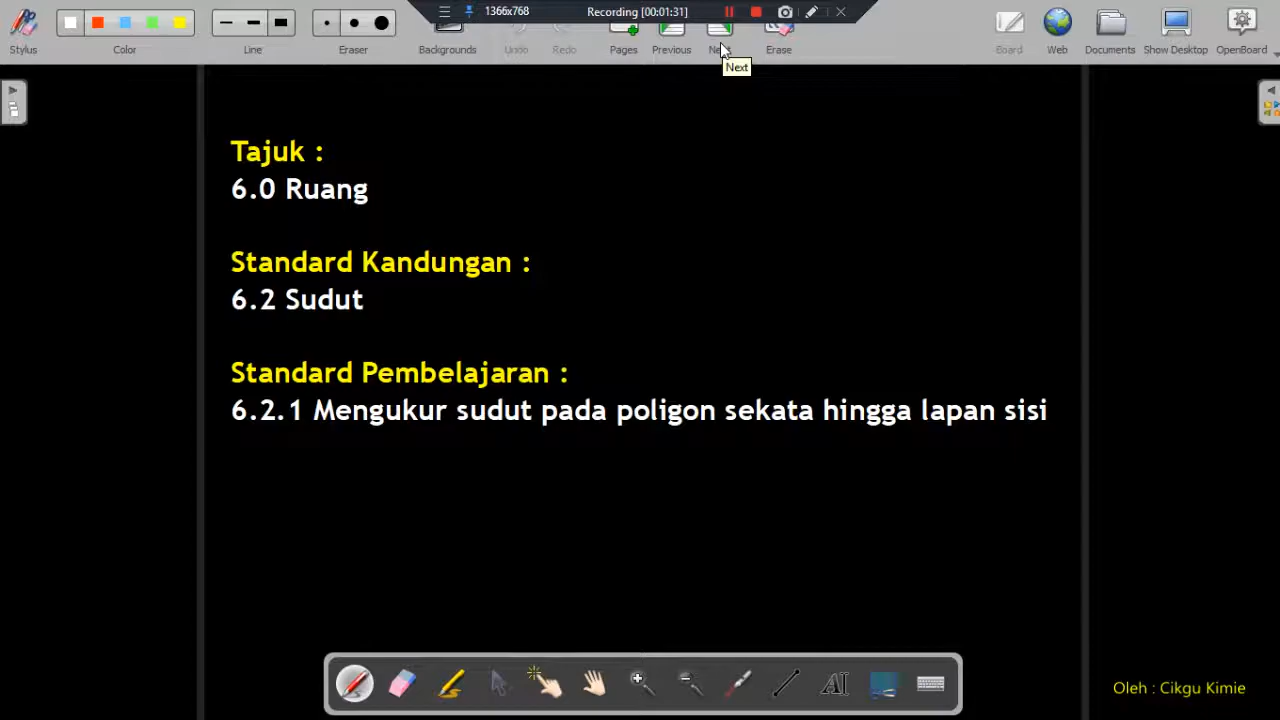 1366x768
Recording [00:01:31]
Stylus
Color
Line
Eraser
Backgrounds
Undo
Redo
Pages
Previous
Erase
Board
Web
Documents
Show Desktop
OpenBoard
Next
Tajuk :
6.0 Ruang
Standard Kandungan :
6.2 Sudut
Standard Pembelajaran :
6.2.1 Mengukur sudut pada poligon sekata hingga lapan sisi
AI
Oleh : Cikgu Kimie